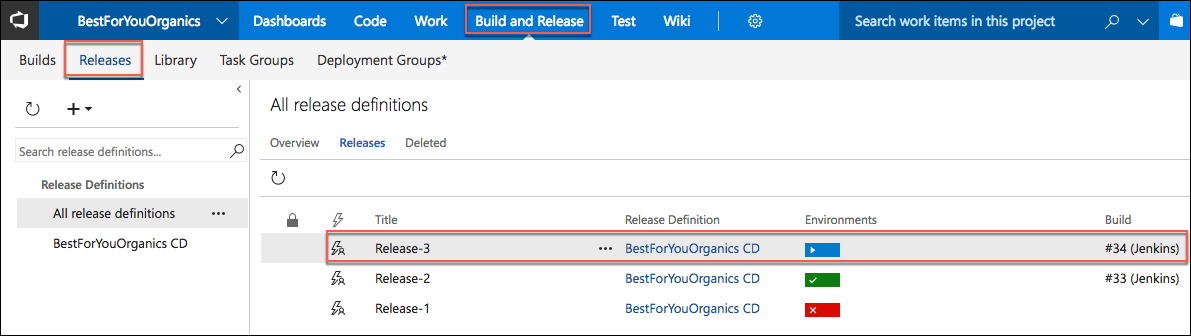 BestForYouOrganics Dashboards Code Work Build and Release Test Wiki Search work items in this project
Builds Releases Library Task Groups Deployment Groups*
All release definitions
Overview Releases Deleted
Search release definitions...
Release Definitions
All release definitions ...
BestForYouOrganics CD
Title Release Definition Environments Build
Release-3 ... BestForYouOrganics CD #34 (Jenkins)
Release-2 BestForYouOrganics CD #33 (Jenkins)
Release-1 BestForYouOrganics CD